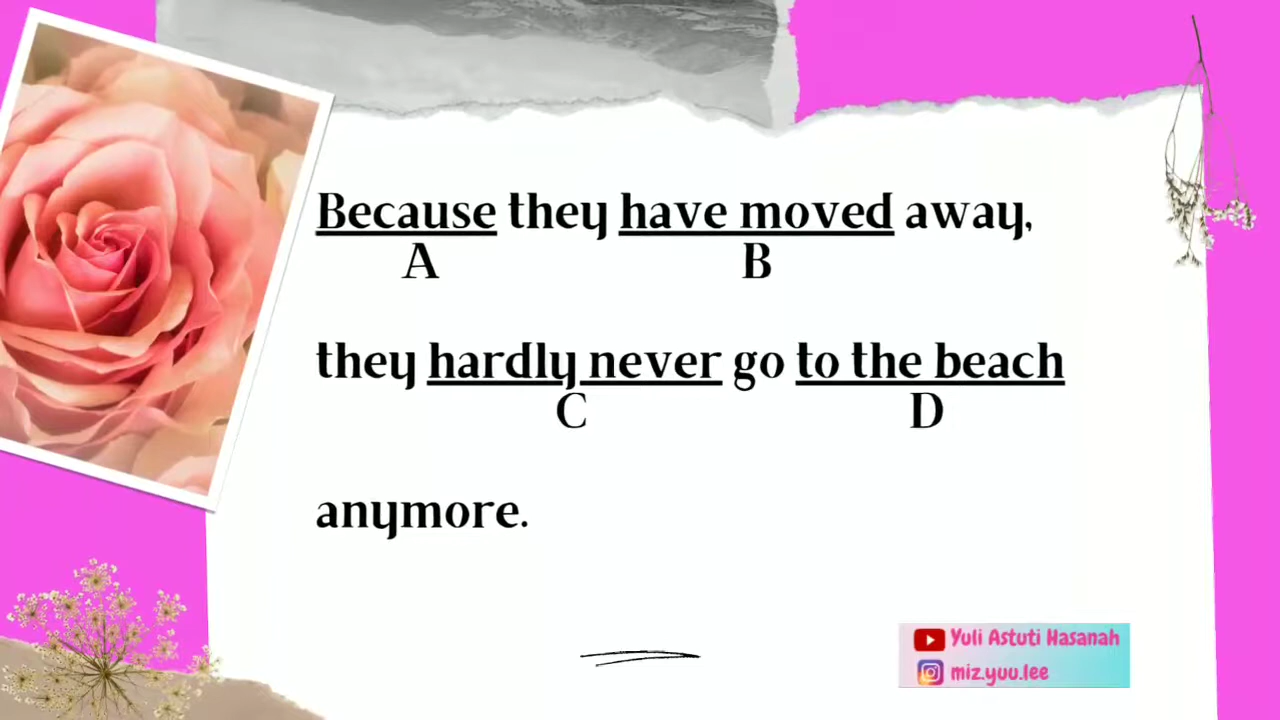 Because they have moved away,
A B
they hardly never go to the beach
C D
anymore.
Yuli Astuti Hasanah
miz.yuu.lee